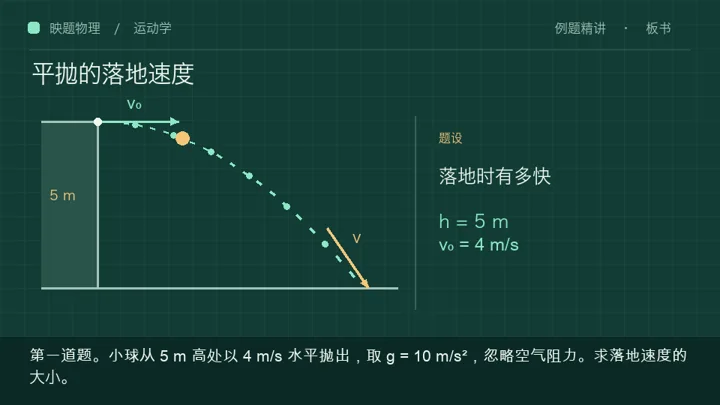 映题物理 / 运动学
例题精讲 · 板书
平抛的落地速度
v₀
5 m
v
题设
落地时有多快
h = 5 m
v₀ = 4 m/s
第一道题。小球从 5 m 高处以 4 m/s 水平抛出，取 g = 10 m/s²，忽略空气阻力。求落地速度的
大小。